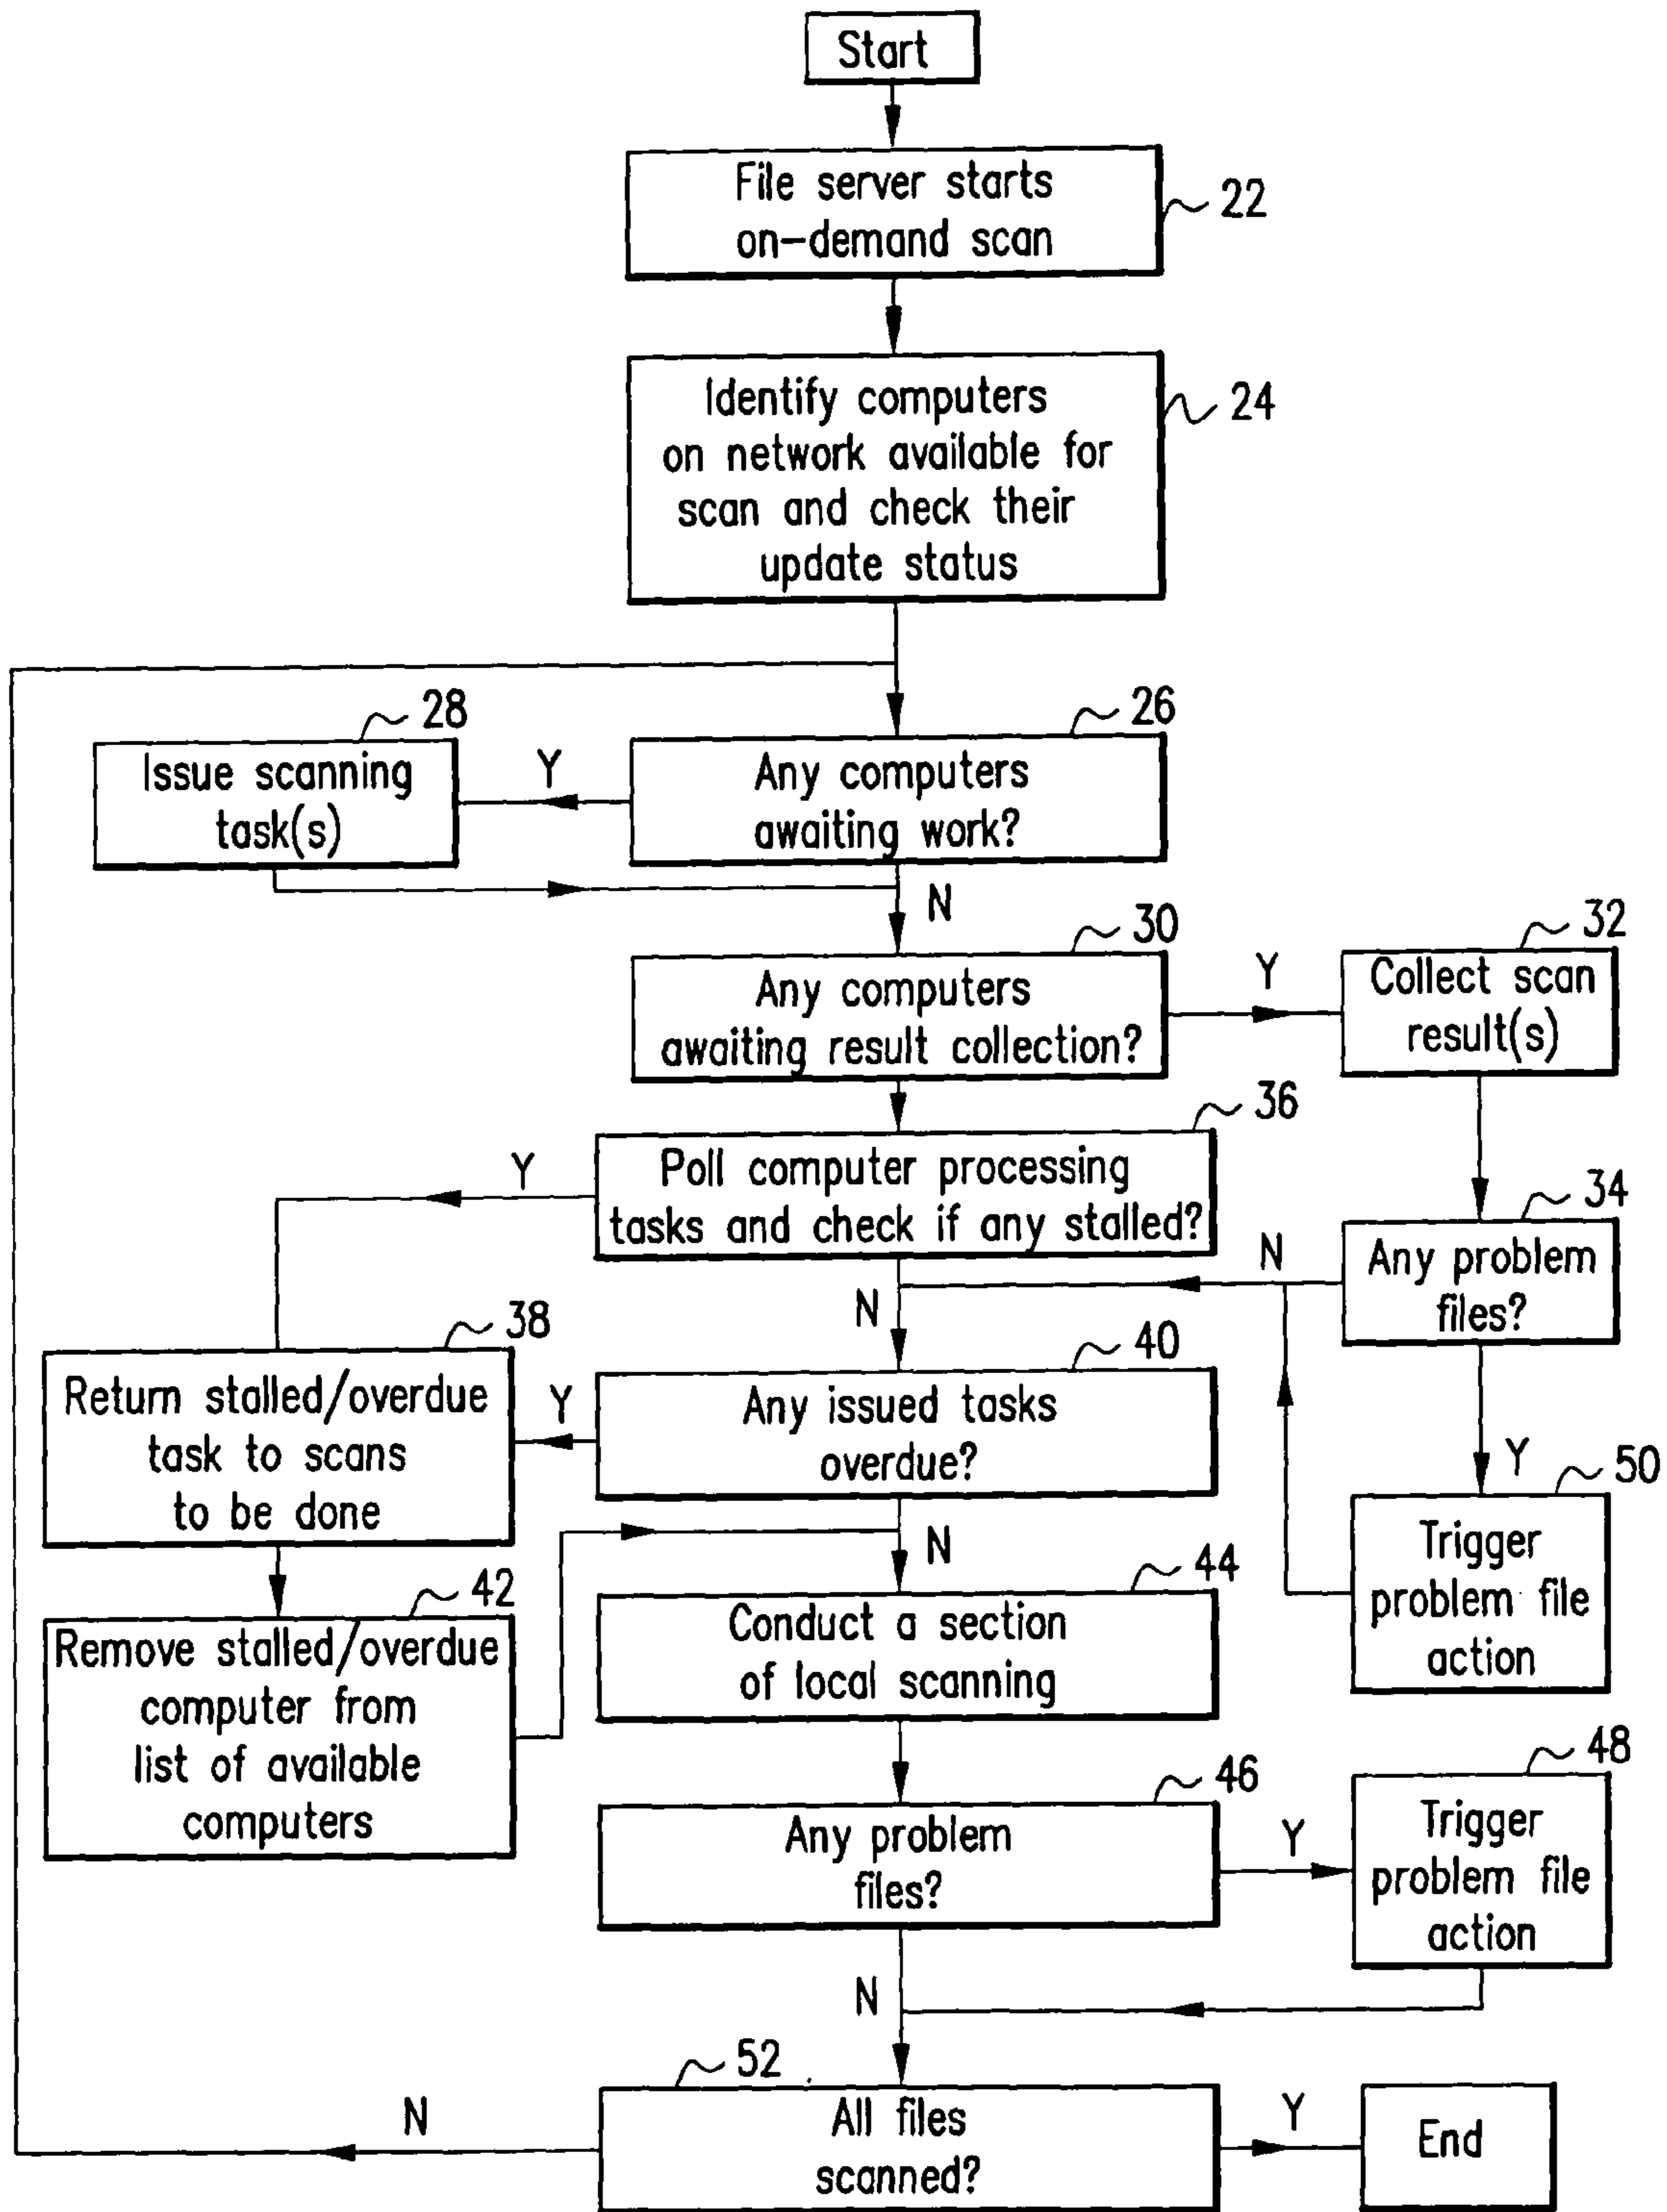 Start
File server starts
on-demand scan
22
Identify computers
on network available for
scan and check their
update status
24
28
Issue scanning
task(s)
Y
26
Any computers
awaiting work?
N
30
Any computers
awaiting result collection?
Y
32
Collect scan
result(s)
36
Poll computer processing
tasks and check if any stalled?
Y
N
34
Any problem
files?
N
Y
38
Return stalled/overdue
task to scans
to be done
Y
40
Any issued tasks
overdue?
N
50
Trigger
problem file
action
42
Remove stalled/overdue
computer from
list of available
computers
44
Conduct a section
of local scanning
46
Any problem
files?
Y
N
48
Trigger
problem file
action
52
All files
scanned?
N
Y
End